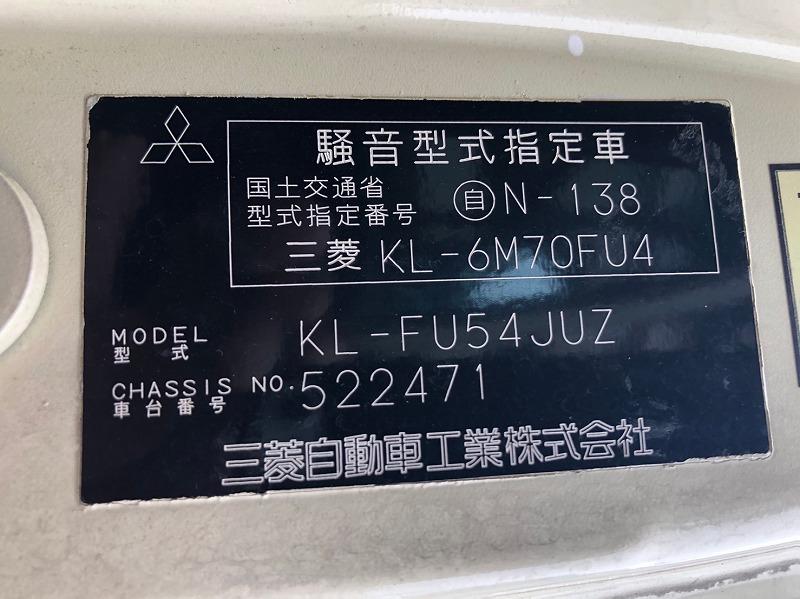 騒音型式指定車
国土交通省
型式指定番号 自 N-138
三菱 KL-6M70FU4
MODEL KL-FU54JUZ
型式
CHASSIS NO. 522471
車台番号
三菱自動車工業株式会社